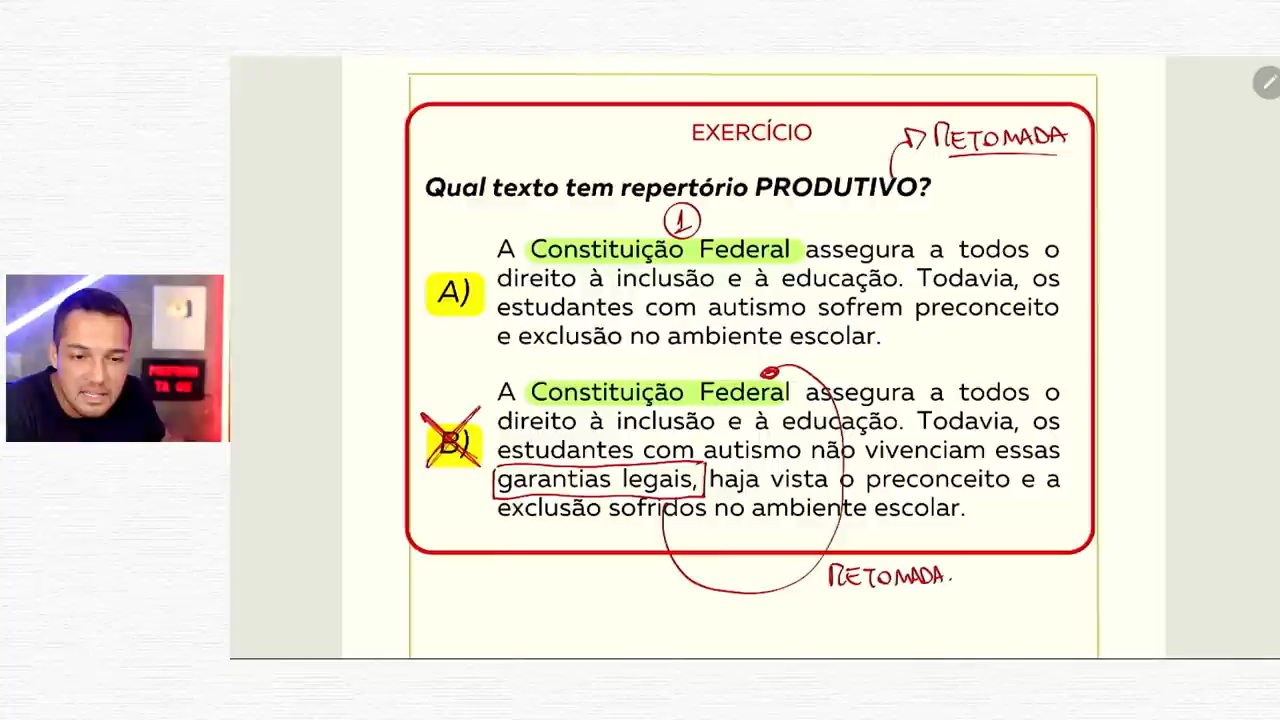 EXERCÍCIO
RETOMADA
Qual texto tem repertório PRODUTIVO?
1
A Constituição Federal assegura a todos o
direito à inclusão e à educação. Todavia, os
A)
estudantes com autismo sofrem preconceito
e exclusão no ambiente escolar.
A Constituição Federal assegura a todos o
direito à inclusão e à educação. Todavia, os
B)
estudantes com autismo não vivenciam essas
garantias legais, haja vista o preconceito e a
exclusão sofridos no ambiente escolar.
RETOMADA.